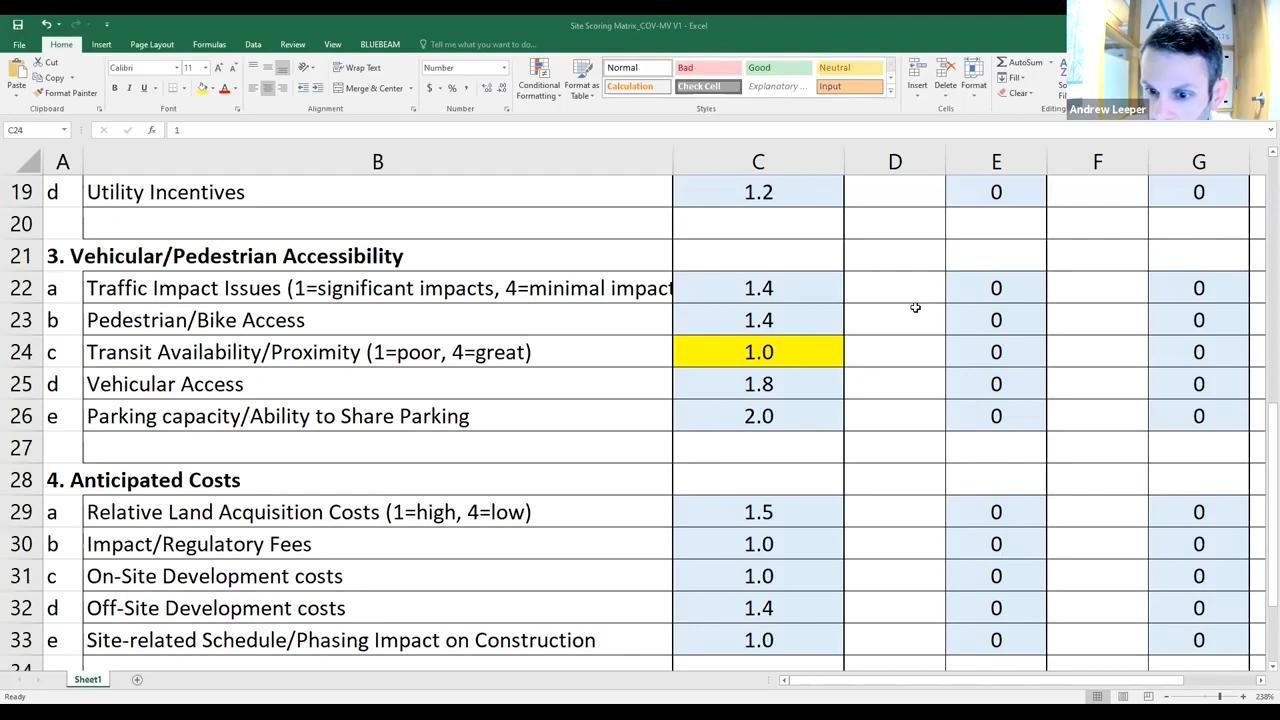 Site Scoring Matrix_COV-MV V1 - Excel
File Home Insert Page Layout Formulas Data Review View BLUEBEAM Tell me what you want to do...
Paste Cut Copy Format Painter Clipboard
Calibri 11 A A B I U A Font
Wrap Text Merge & Center Alignment
Number $ % , Number
Conditional Formatting Format as Table
Normal Bad Good Neutral
Calculation Check Cell Explanatory ... Input
Styles
Insert Delete Format Cells
AutoSum Fill Clear Editing
AISC
Andrew Leeper
C24 fx 1
A B C D E F G
19 d Utility Incentives 1.2 0 0
20
21 3. Vehicular/Pedestrian Accessibility
22 a Traffic Impact Issues (1=significant impacts, 4=minimal impact 1.4 0 0
23 b Pedestrian/Bike Access 1.4 0 0
24 c Transit Availability/Proximity (1=poor, 4=great) 1.0 0 0
25 d Vehicular Access 1.8 0 0
26 e Parking capacity/Ability to Share Parking 2.0 0 0
27
28 4. Anticipated Costs
29 a Relative Land Acquisition Costs (1=high, 4=low) 1.5 0 0
30 b Impact/Regulatory Fees 1.0 0 0
31 c On-Site Development costs 1.0 0 0
32 d Off-Site Development costs 1.4 0 0
33 e Site-related Schedule/Phasing Impact on Construction 1.0 0 0
Sheet1
Ready 238%